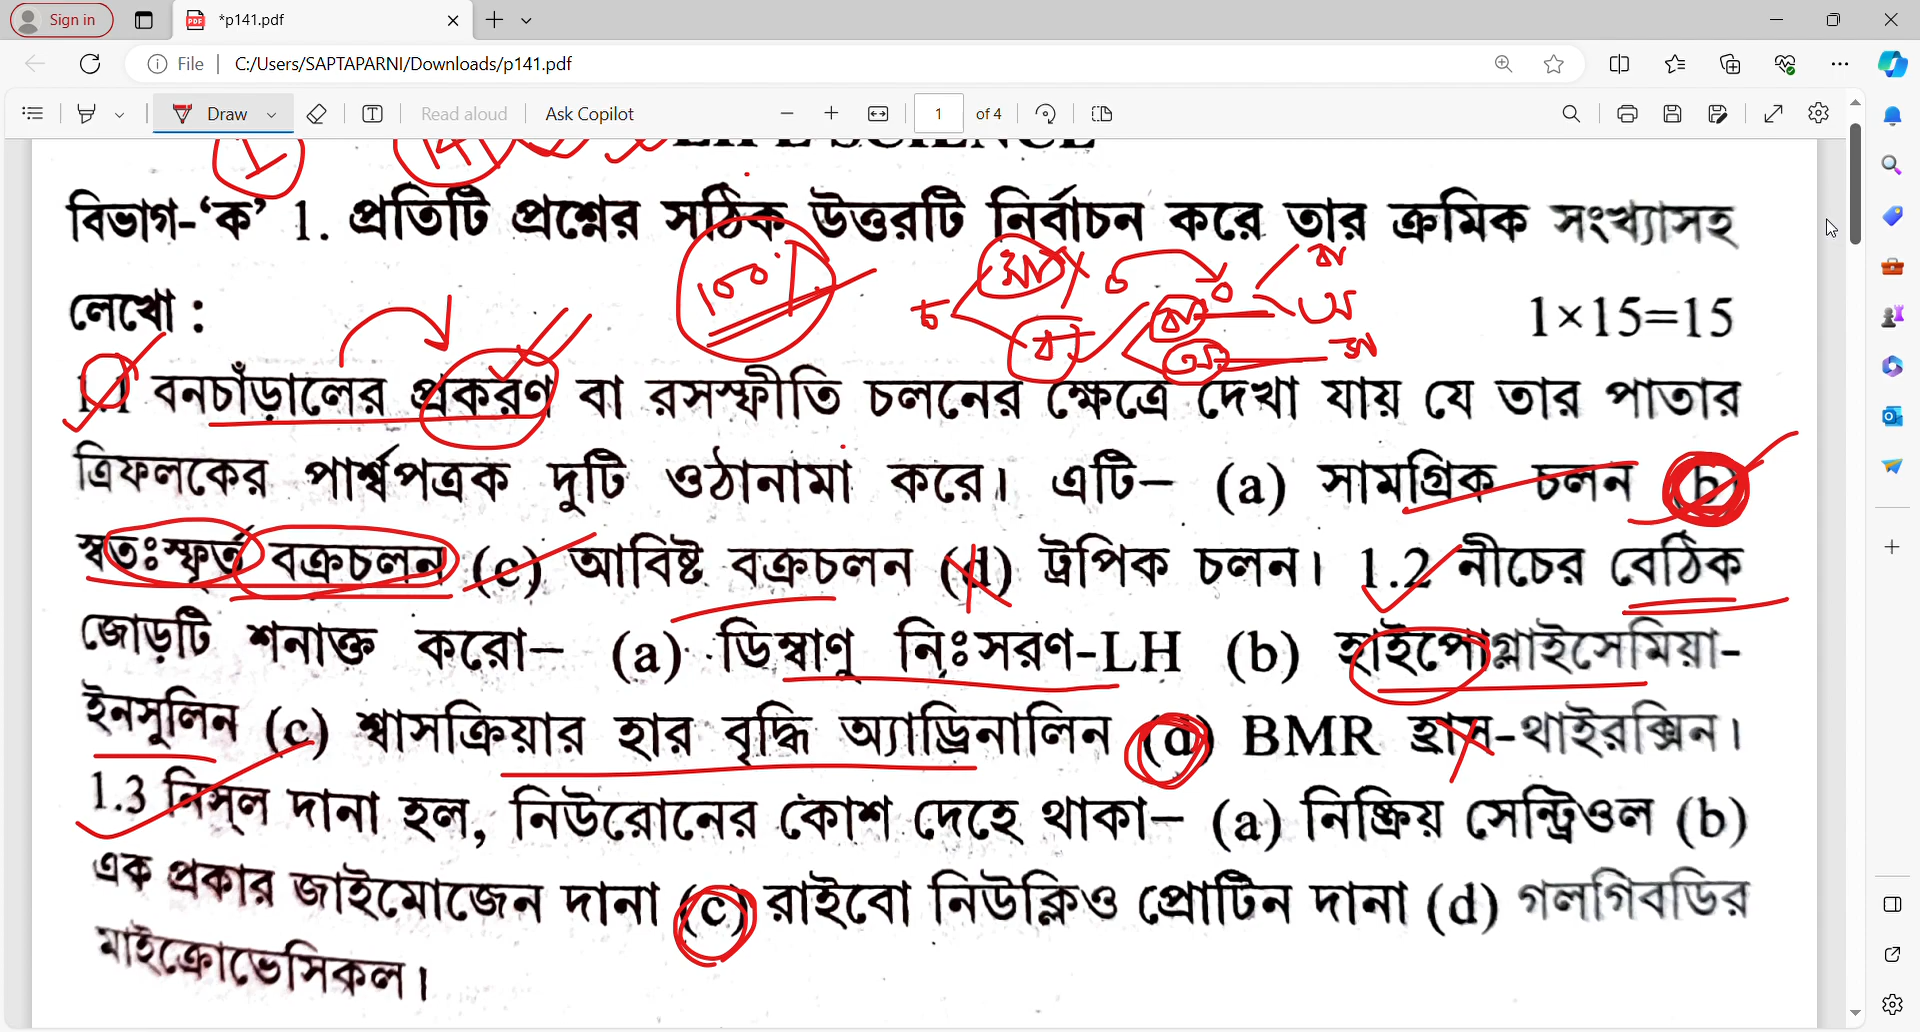 Sign in
*p141.pdf
File
C:/Users/SAPTAPARNI/Downloads/p141.pdf
Draw
Read aloud
Ask Copilot
1
of 4
LIFE SCIENCE
বিভাগ-‘ক’ 1. প্রতিটি প্রশ্নের সঠিক উত্তরটি নির্বাচন করে তার ক্রমিক সংখ্যাসহ
লেখো : 1×15=15
100%
1.1 বনচাঁড়ালের প্রকরণ বা রসস্ফীতি চলনের ক্ষেত্রে দেখা যায় যে তার পাতার
ত্রিফলকের পার্শ্বপত্রক দুটি ওঠানামা করে। এটি– (a) সামগ্রিক চলন (b)
স্বতঃস্ফূর্ত বক্রচলন (c) আবিষ্ট বক্রচলন (d) ট্রপিক চলন। 1.2 নীচের বেঠিক
জোড়টি শনাক্ত করো– (a) ডিম্বাণু নিঃসরণ-LH (b) হাইপোগ্লাইসেমিয়া-
ইনসুলিন (c) শ্বাসক্রিয়ার হার বৃদ্ধি অ্যাড্রিনালিন (d) BMR হ্রাস-থাইরক্সিন।
1.3 নিস্‌ল দানা হল, নিউরোনের কোশ দেহে থাকা– (a) নিষ্ক্রিয় সেন্ট্রিওল (b)
এক প্রকার জাইমোজেন দানা (c) রাইবো নিউক্লিও প্রোটিন দানা (d) গলগিবডির
মাইক্রোভেসিকল।